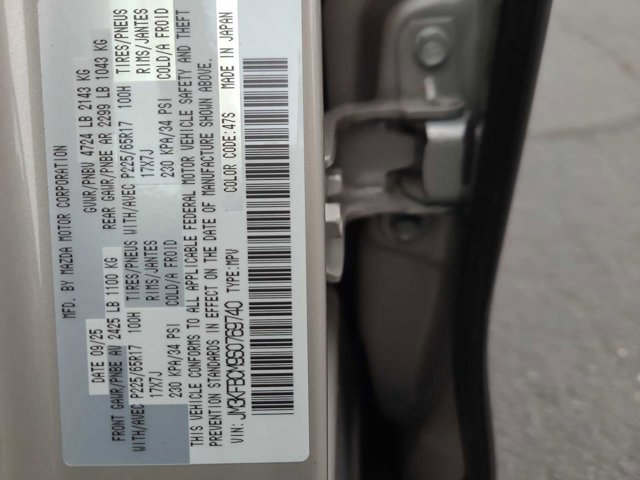 MFD. BY MAZDA MOTOR CORPORATION
DATE 09/25 GVWR/PNBV 4724 LB 2143 KG
FRONT GAWR/PNBE AV 2425 LB 1100 KG REAR GAWR/PNBE AR 2299 LB 1043 KG
WITH/AVEC P225/65R17 100H TIRES/PNEUS WITH/AVEC P225/65R17 100H TIRES/PNEUS
17X7J RIMS/JANTES 17X7J RIMS/JANTES
230 KPA/34 PSI COLD/A FROID 230 KPA/34 PSI COLD/A FROID
THIS VEHICLE CONFORMS TO ALL APPLICABLE FEDERAL MOTOR VEHICLE SAFETY AND THEFT
PREVENTION STANDARDS IN EFFECT ON THE DATE OF MANUFACTURE SHOWN ABOVE.
JM3KFBCM9S0769740 TYPE:MPV COLOR CODE:47S MADE IN JAPAN